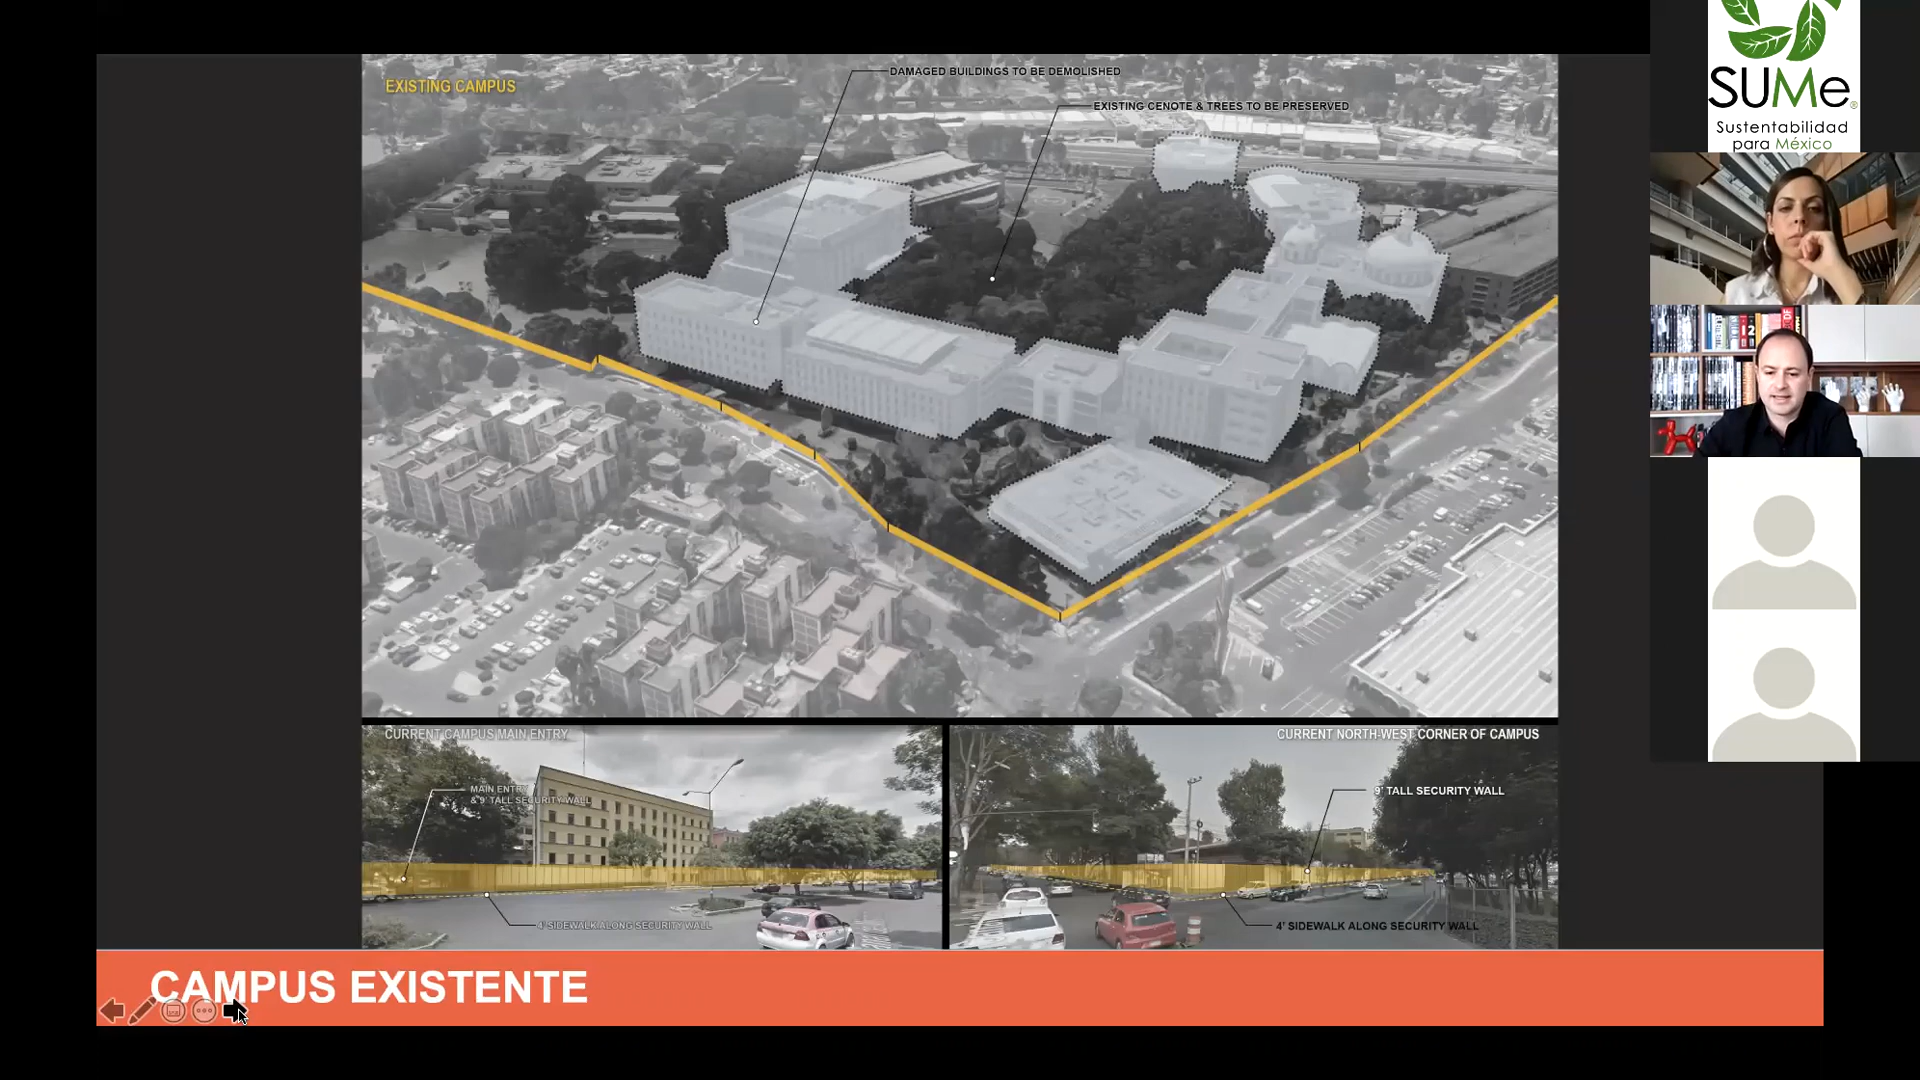 EXISTING CAMPUS
DAMAGED BUILDINGS TO BE DEMOLISHED
EXISTING CENOTE & TREES TO BE PRESERVED
CURRENT CAMPUS MAIN ENTRY
MAIN ENTRY
& 9' TALL SECURITY WALL
4' SIDEWALK ALONG SECURITY WALL
CURRENT NORTH-WEST CORNER OF CAMPUS
9' TALL SECURITY WALL
4' SIDEWALK ALONG SECURITY WALL
CAMPUS EXISTENTE
SUMe®
Sustentabilidad
para México